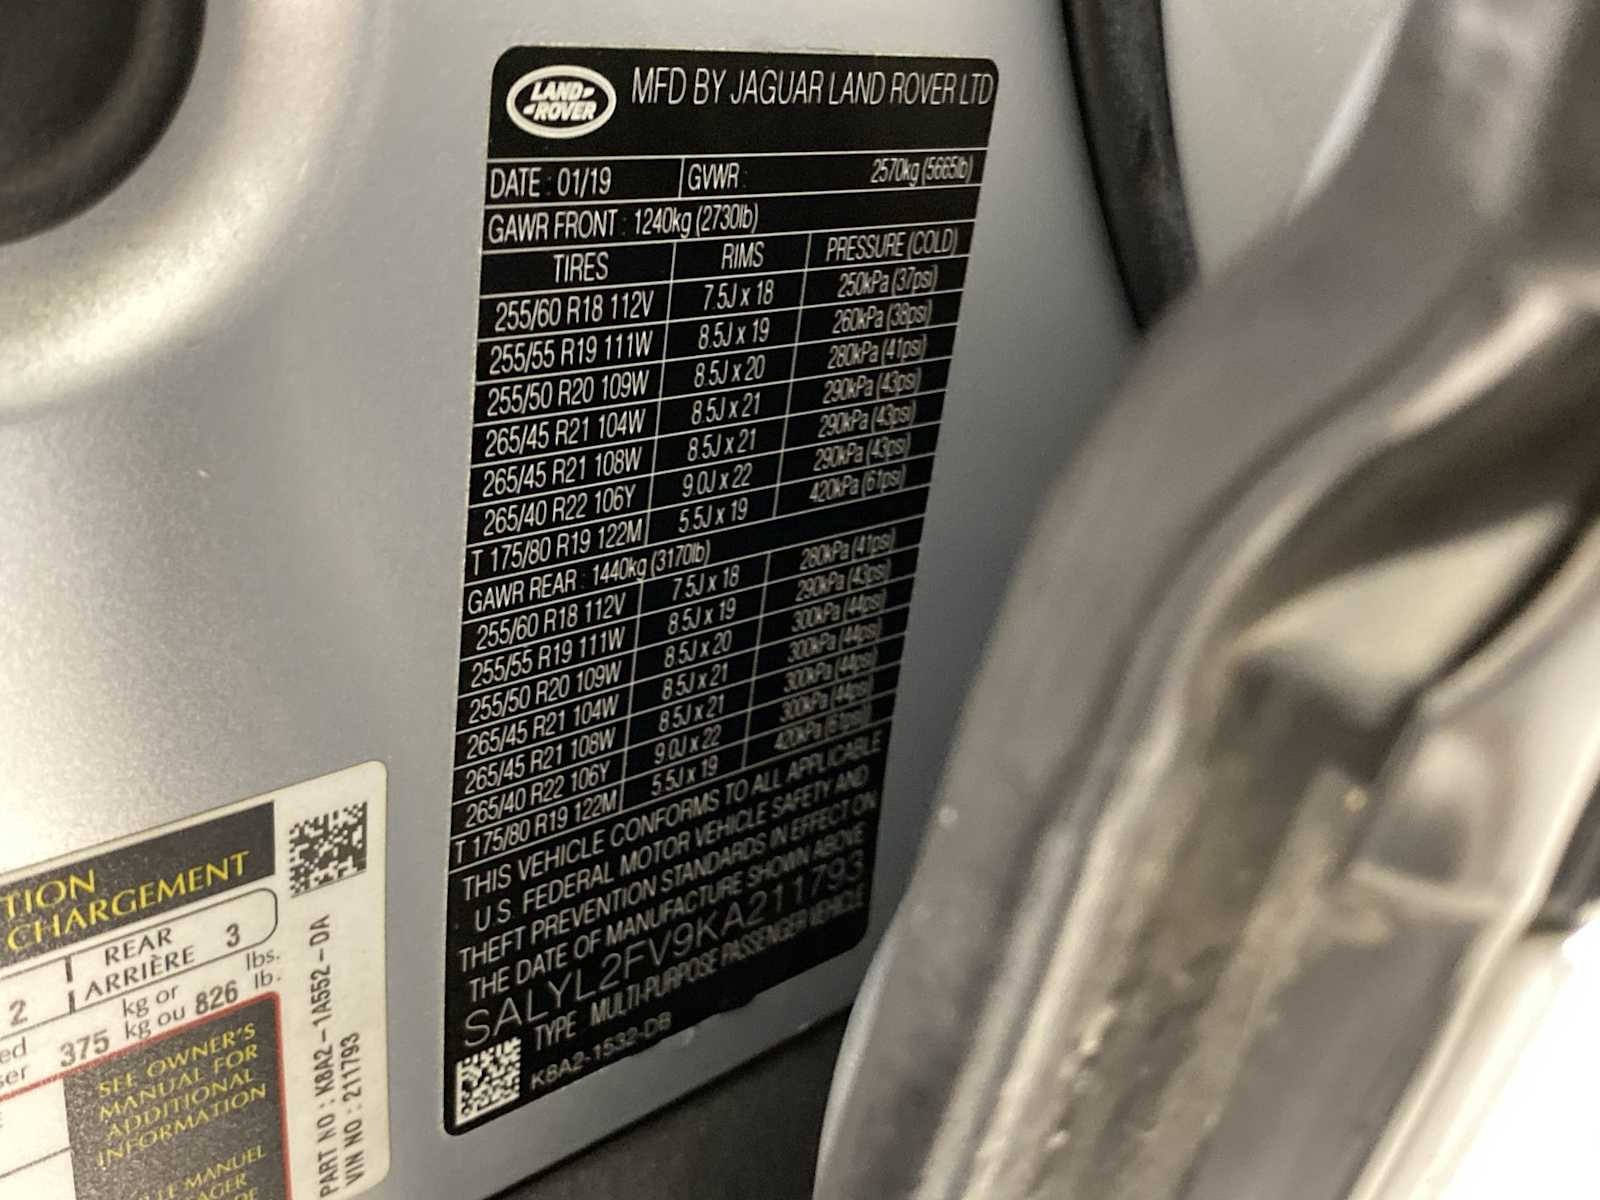 LAND
ROVER
MFD BY JAGUAR LAND ROVER LTD
DATE : 01/19 GVWR : 2570kg (5665lb)
GAWR FRONT : 1240kg (2730lb)
TIRES RIMS PRESSURE (COLD)
255/60 R18 112V 7.5J x 18 250kPa (37psi)
255/55 R19 111W 8.5J x 19 260kPa (38psi)
255/50 R20 109W 8.5J x 20 280kPa (41psi)
265/45 R21 104W 8.5J x 21 290kPa (43psi)
265/45 R21 108W 8.5J x 21 290kPa (43psi)
265/40 R22 106Y 9.0J x 22 290kPa (43psi)
T 175/80 R19 122M 5.5J x 19 420kPa (61psi)
GAWR REAR : 1440kg (3170lb)
255/60 R18 112V 7.5J x 18 280kPa (41psi)
255/55 R19 111W 8.5J x 19 290kPa (43psi)
255/50 R20 109W 8.5J x 20 300kPa (44psi)
265/45 R21 104W 8.5J x 21 300kPa (44psi)
265/45 R21 108W 8.5J x 21 300kPa (44psi)
265/40 R22 106Y 9.0J x 22 300kPa (44psi)
T 175/80 R19 122M 5.5J x 19 420kPa (61psi)
THIS VEHICLE CONFORMS TO ALL APPLICABLE
U.S. FEDERAL MOTOR VEHICLE SAFETY AND
THEFT PREVENTION STANDARDS IN EFFECT ON
THE DATE OF MANUFACTURE SHOWN ABOVE
SALYL2FV9KA211793
TYPE MULTI-PURPOSE PASSENGER VEHICLE
K8A2-1532-DB
TION
CHARGEMENT
2 REAR 3
ARRIÈRE
ed 375 kg or 826 lbs.
ser kg ou lb.
SEE OWNER'S
MANUAL FOR
ADDITIONAL
INFORMATION
LE MANUEL
AGER
DE
PART NO : K8A2-1A552-DA
VIN NO : 211793